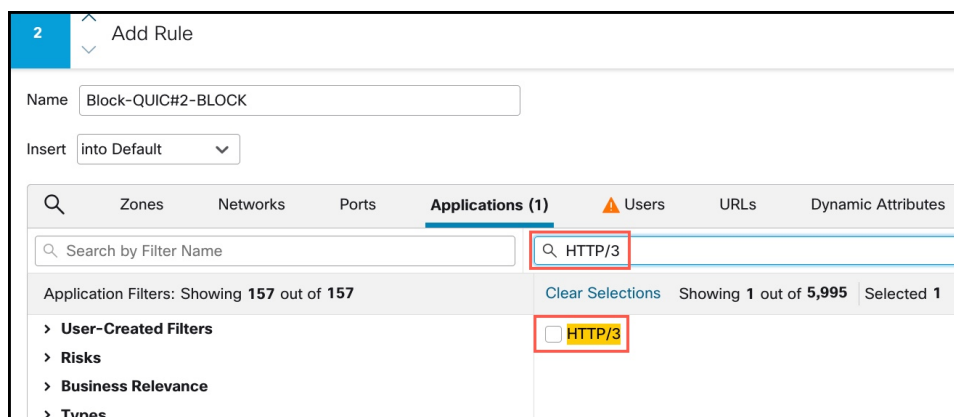 2
Add Rule
Name Block-QUIC#2-BLOCK
Insert into Default
Zones Networks Ports Applications (1) Users URLs Dynamic Attributes
Search by Filter Name HTTP/3
Application Filters: Showing 157 out of 157 Clear Selections Showing 1 out of 5,995 Selected 1
User-Created Filters HTTP/3
Risks
Business Relevance
Types